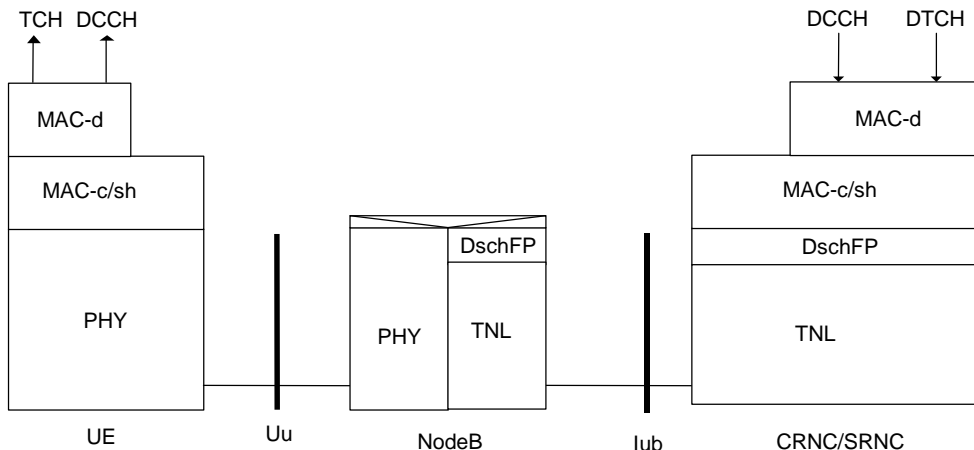 TCH DCCH
DCCH DTCH
MAC-d
MAC-d
MAC-c/sh
MAC-c/sh
DschFP
DschFP
PHY
PHY
TNL
TNL
UE
Uu
NodeB
Iub
CRNC/SRNC